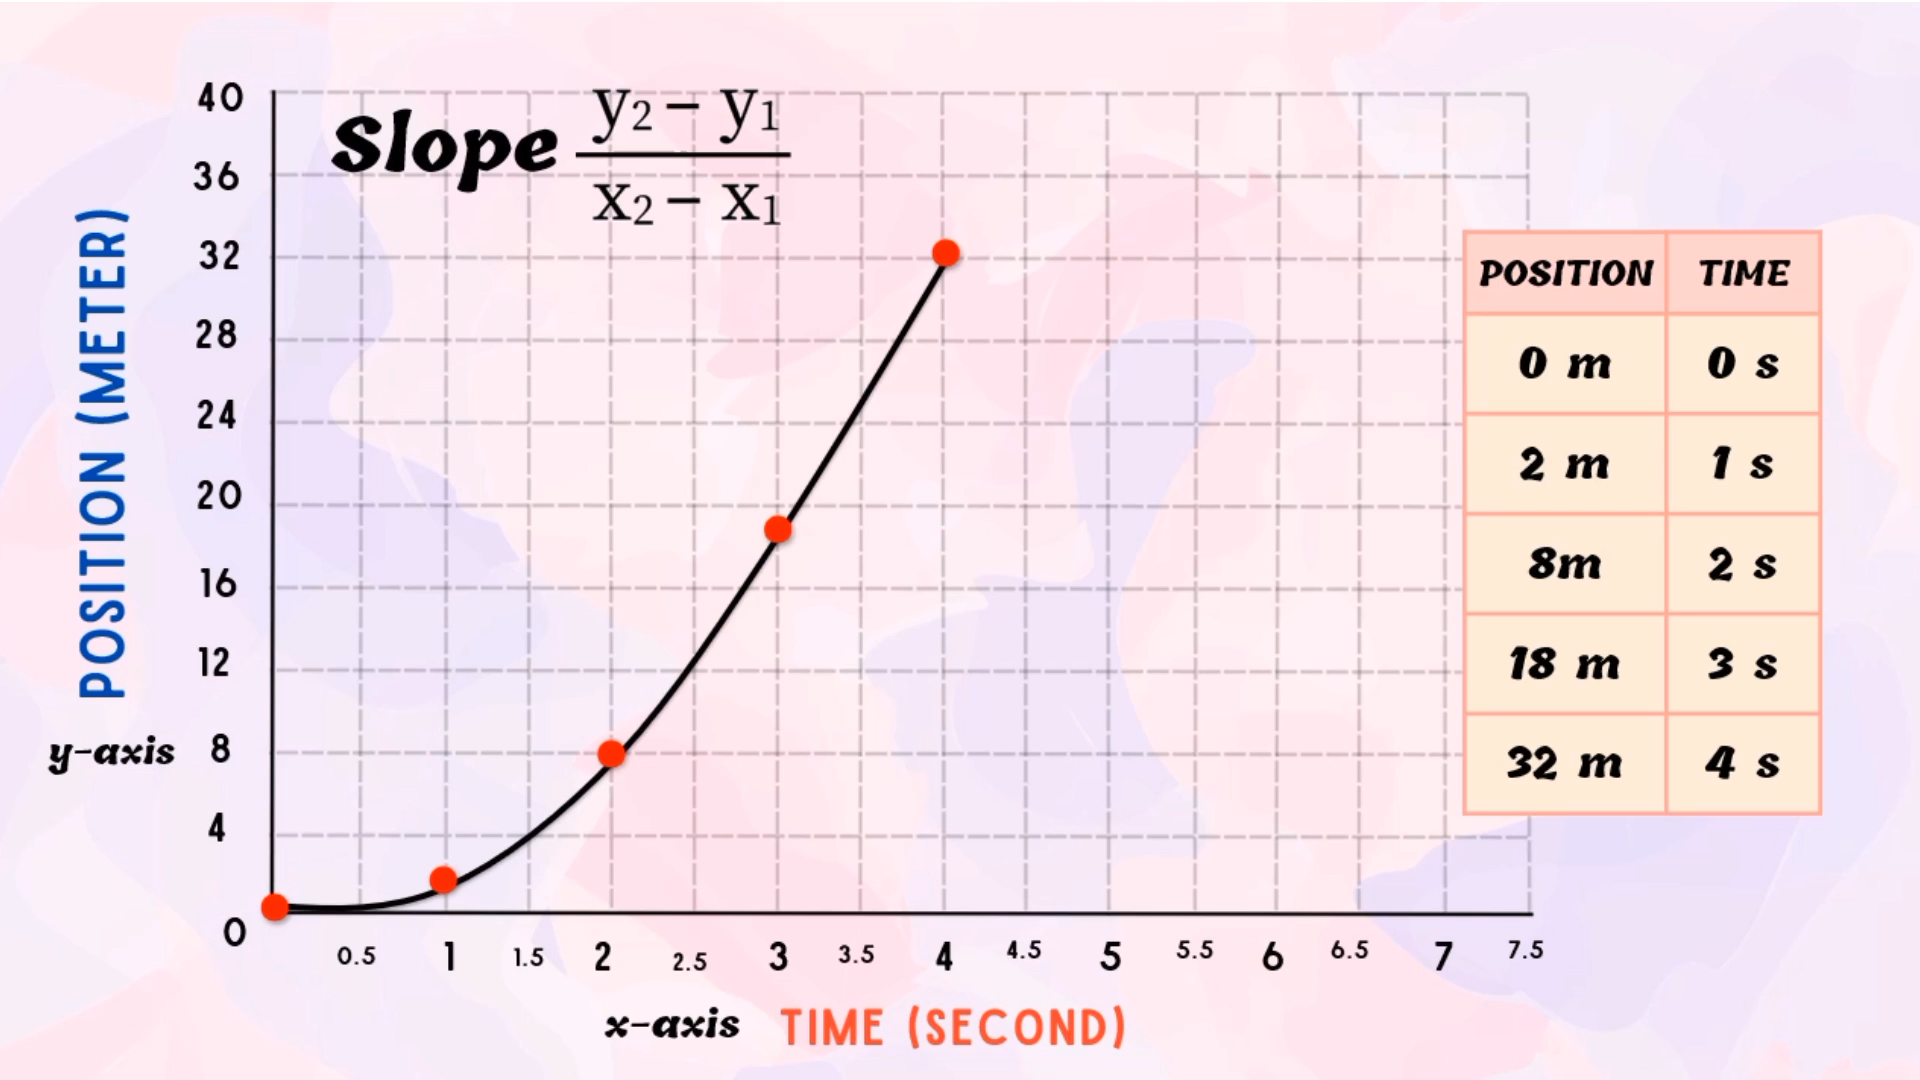 40
Slope y2 – y1
x2 – x1
36
32
28
24
20
16
12
8
4
0
POSITION (METER)
y-axis
0.5 1 1.5 2 2.5 3 3.5 4 4.5 5 5.5 6 6.5 7 7.5
x-axis TIME (SECOND)
POSITION TIME
0 m 0 s
2 m 1 s
8m 2 s
18 m 3 s
32 m 4 s